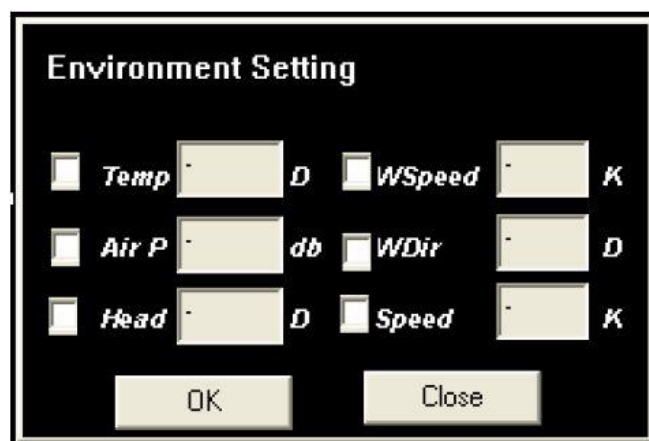 Environment Setting
Temp - D WSpeed - K
Air P - db WDir - D
Head - D Speed - K
OK Close